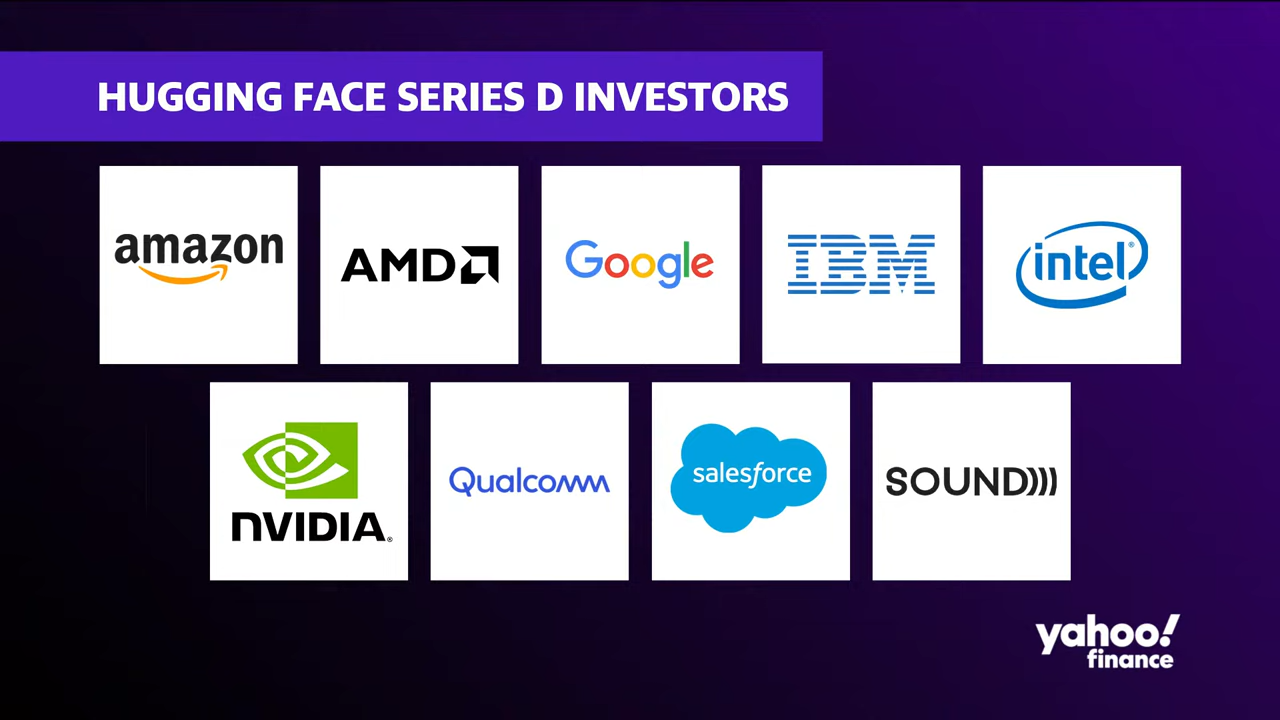 HUGGING FACE SERIES D INVESTORS
amazon
AMD
Google
IBM
intel®
NVIDIA®
Qualcomm
salesforce
SOUND
yahoo!
finance